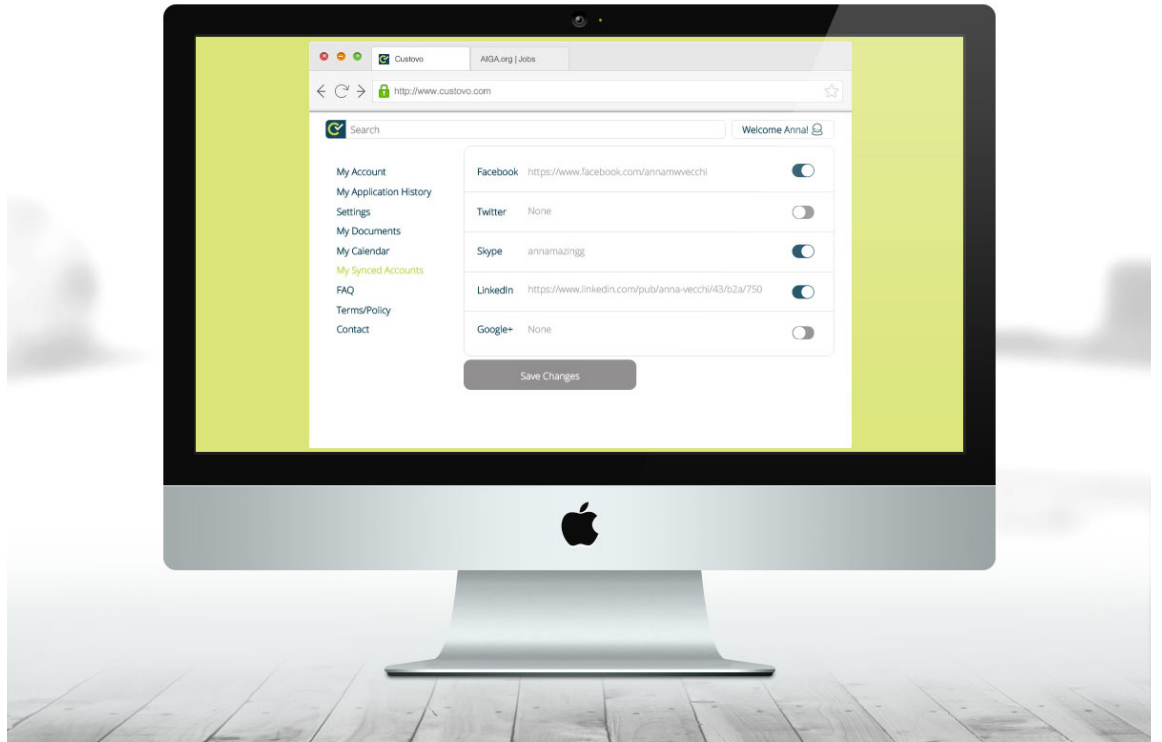 Custovo
AIGA.org | Jobs
http://www.custovo.com
Search
Welcome Anna!
My Account
My Application History
Settings
My Documents
My Calendar
My Synced Accounts
FAQ
Terms/Policy
Contact
Facebook https://www.facebook.com/annamwvecchi
Twitter None
Skype annamazingg
LinkedIn https://www.linkedin.com/pub/anna-vecchi/43/b2a/750
Google+ None
Save Changes